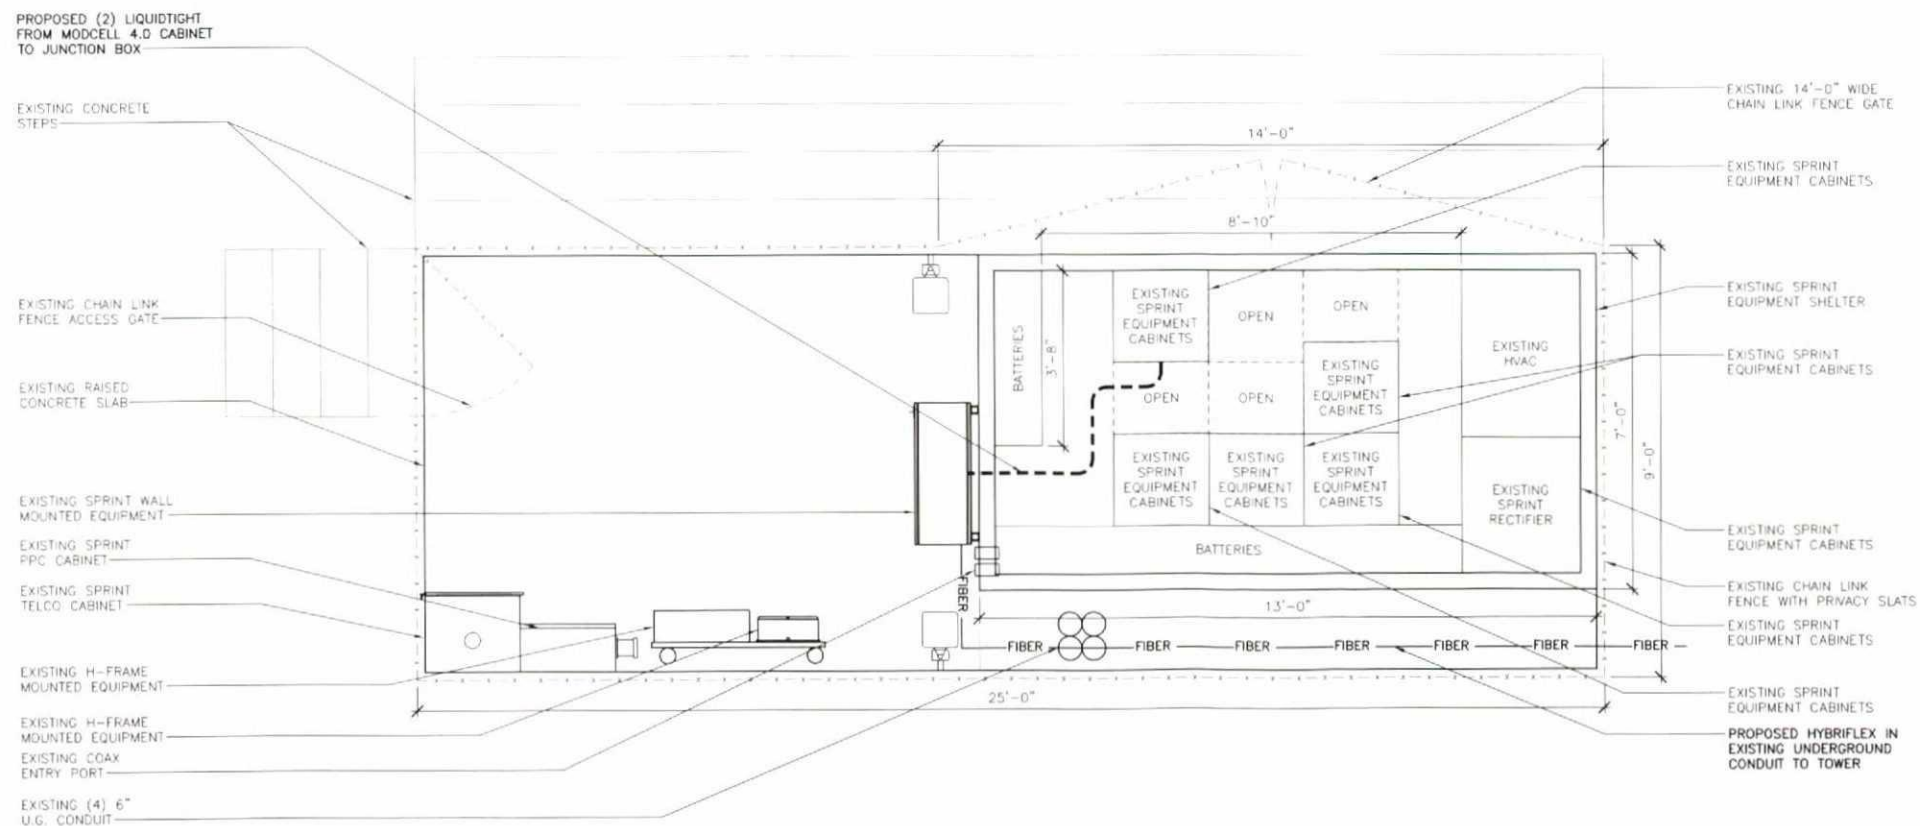 PROPOSED (2) LIQUIDTIGHT
FROM MODCELL 4.0 CABINET
TO JUNCTION BOX
EXISTING CONCRETE
STEPS
EXISTING CHAIN LINK
FENCE ACCESS GATE
EXISTING RAISED
CONCRETE SLAB
EXISTING SPRINT WALL
MOUNTED EQUIPMENT
EXISTING SPRINT
PPC CABINET
EXISTING SPRINT
TELCO CABINET
EXISTING H-FRAME
MOUNTED EQUIPMENT
EXISTING H-FRAME
MOUNTED EQUIPMENT
EXISTING COAX
ENTRY PORT
EXISTING (4) 6"
U.G. CONDUIT
14'-0"
8'-10"
BATTERIES
3'-8"
EXISTING
SPRINT
EQUIPMENT
CABINETS
OPEN
OPEN
EXISTING
HVAC
OPEN
OPEN
EXISTING
SPRINT
EQUIPMENT
CABINETS
EXISTING
SPRINT
EQUIPMENT
CABINETS
EXISTING
SPRINT
EQUIPMENT
CABINETS
EXISTING
SPRINT
EQUIPMENT
CABINETS
EXISTING
SPRINT
RECTIFIER
BATTERIES
7'-0"
9'-0"
FIBER
13'-0"
FIBER FIBER FIBER FIBER FIBER FIBER FIBER
25'-0"
EXISTING 14'-0" WIDE
CHAIN LINK FENCE GATE
EXISTING SPRINT
EQUIPMENT CABINETS
EXISTING SPRINT
EQUIPMENT SHELTER
EXISTING SPRINT
EQUIPMENT CABINETS
EXISTING SPRINT
EQUIPMENT CABINETS
EXISTING CHAIN LINK
FENCE WITH PRIVACY SLATS
EXISTING SPRINT
EQUIPMENT CABINETS
EXISTING SPRINT
EQUIPMENT CABINETS
PROPOSED HYBRIFLEX IN
EXISTING UNDERGROUND
CONDUIT TO TOWER